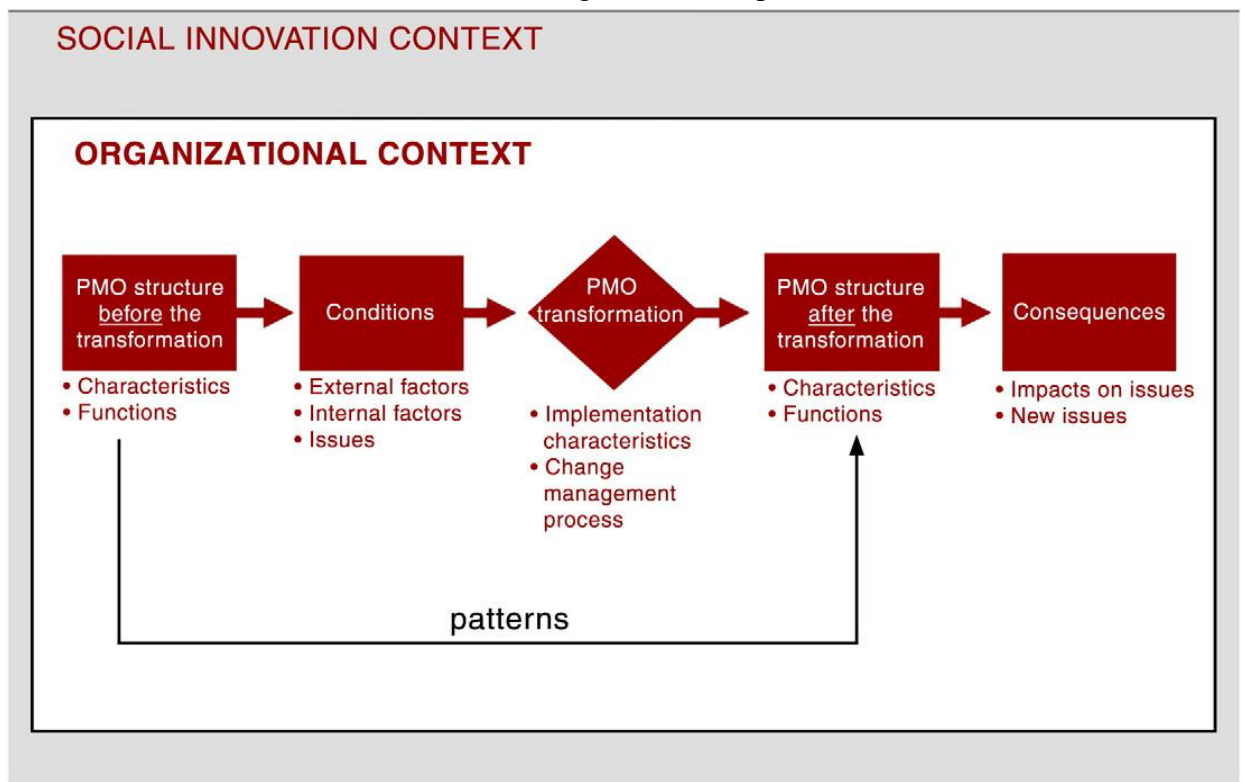 SOCIAL INNOVATION CONTEXT
ORGANIZATIONAL CONTEXT
PMO structure
before the
transformation
• Characteristics
• Functions
Conditions
• External factors
• Internal factors
• Issues
PMO
transformation
• Implementation
characteristics
• Change
management
process
PMO structure
after the
transformation
• Characteristics
• Functions
Consequences
• Impacts on issues
• New issues
patterns